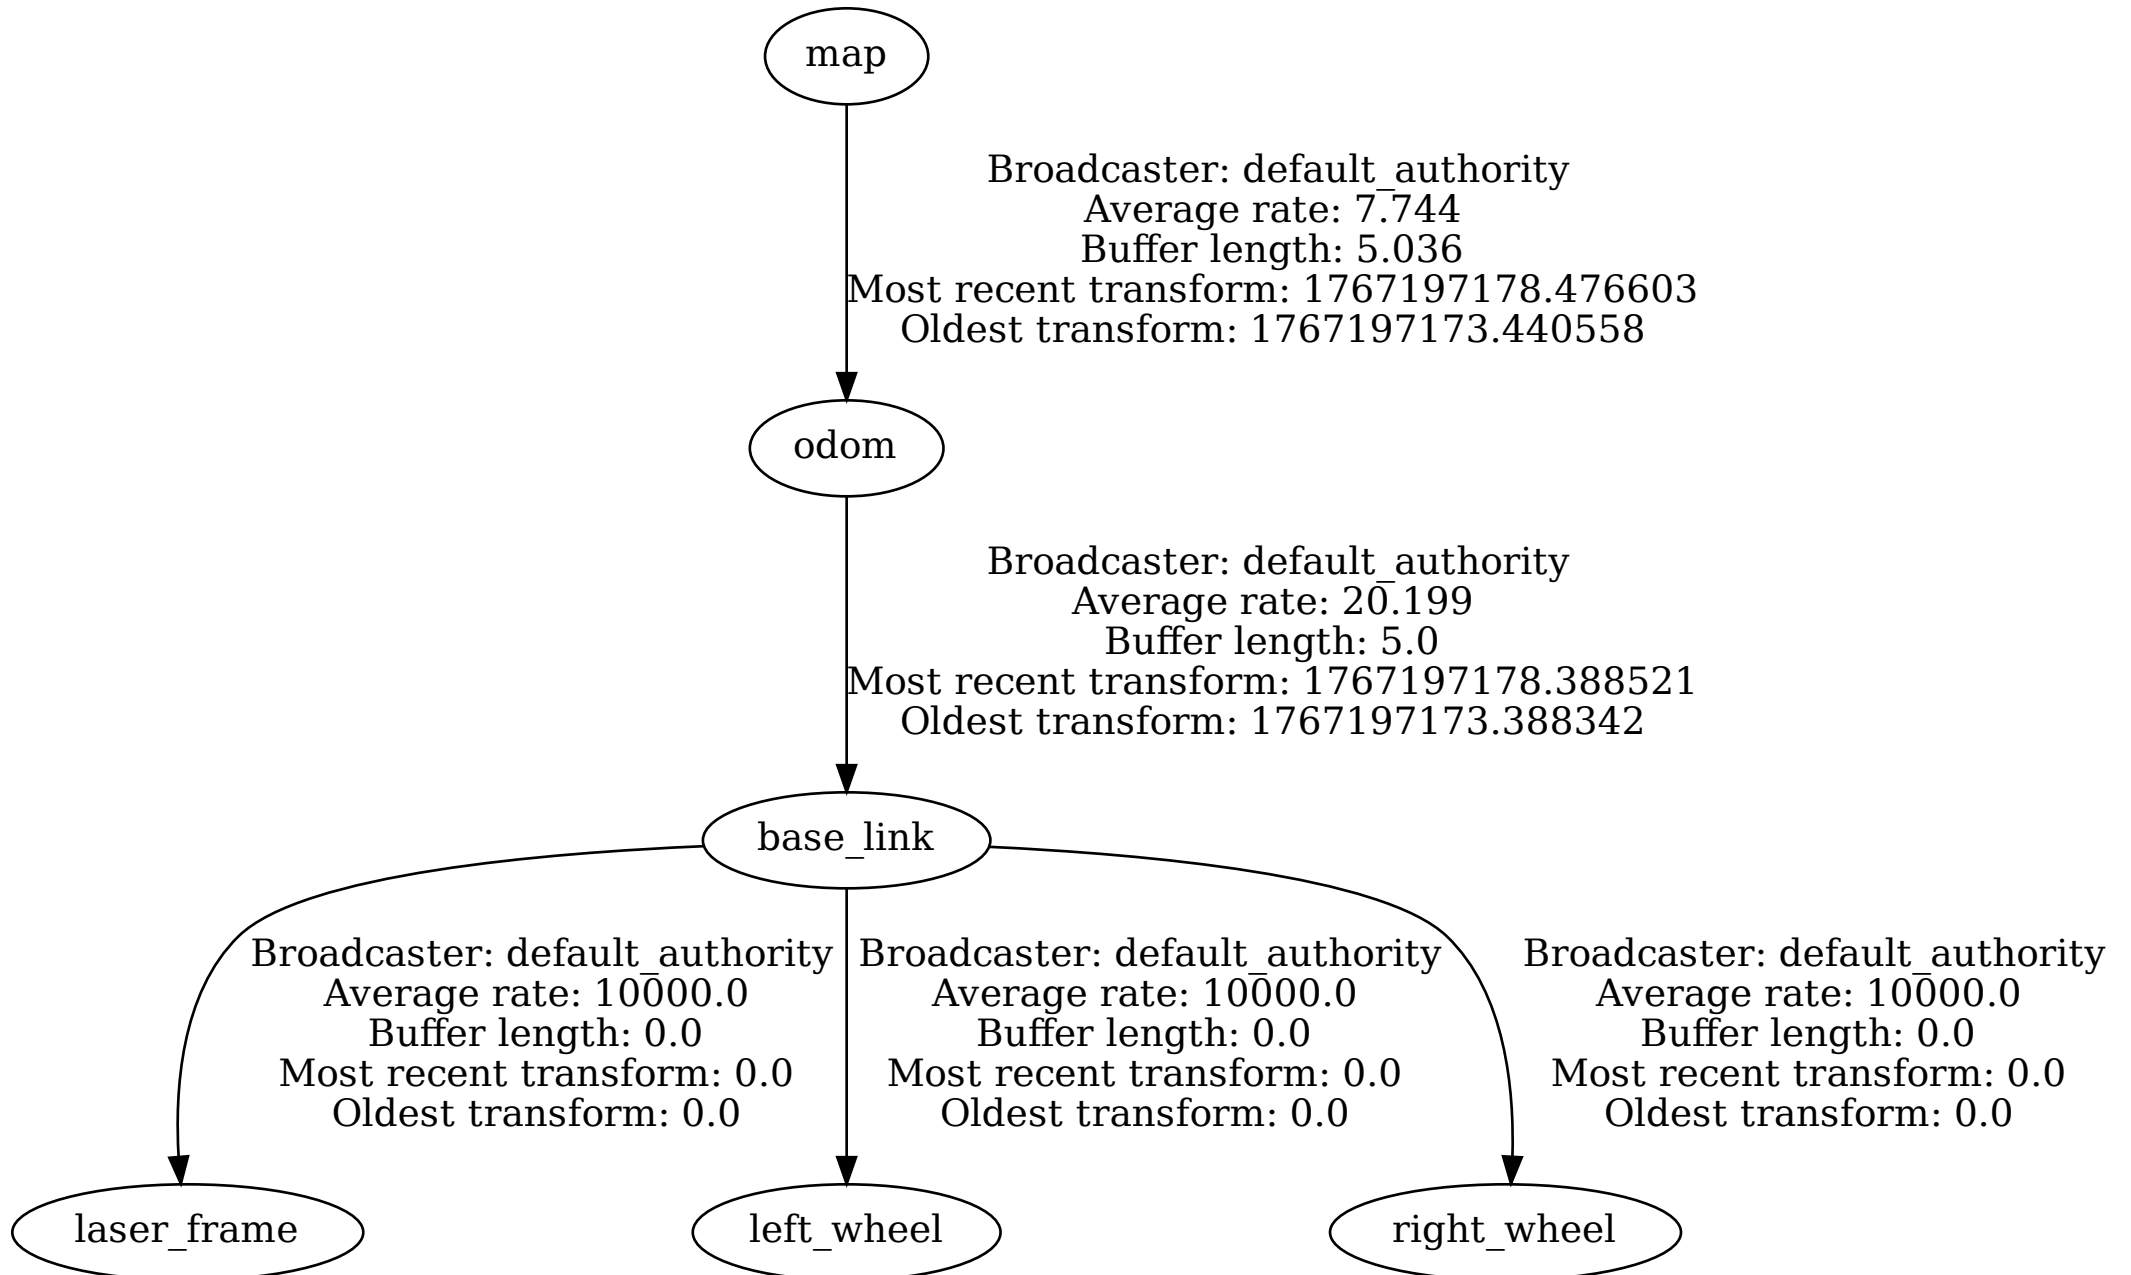 map
Broadcaster: default_authority
Average rate: 7.744
Buffer length: 5.036
Most recent transform: 1767197178.476603
Oldest transform: 1767197173.440558
odom
Broadcaster: default_authority
Average rate: 20.199
Buffer length: 5.0
Most recent transform: 1767197178.388521
Oldest transform: 1767197173.388342
base_link
Broadcaster: default_authority
Average rate: 10000.0
Buffer length: 0.0
Most recent transform: 0.0
Oldest transform: 0.0
Broadcaster: default_authority
Average rate: 10000.0
Buffer length: 0.0
Most recent transform: 0.0
Oldest transform: 0.0
Broadcaster: default_authority
Average rate: 10000.0
Buffer length: 0.0
Most recent transform: 0.0
Oldest transform: 0.0
laser_frame
left_wheel
right_wheel